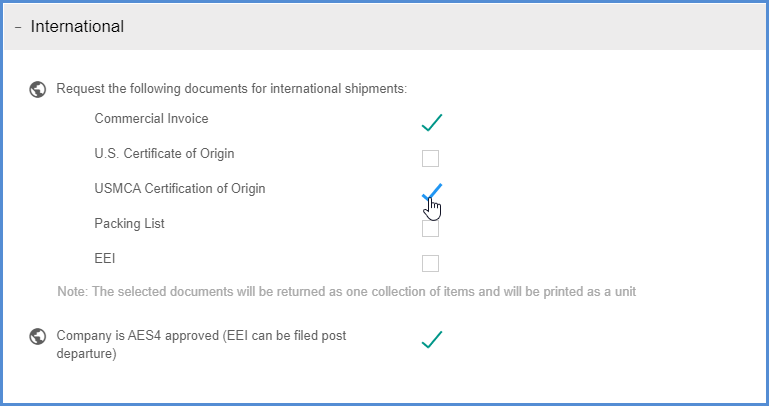 − International
Request the following documents for international shipments:
Commercial Invoice
U.S. Certificate of Origin
USMCA Certification of Origin
Packing List
EEI
Note: The selected documents will be returned as one collection of items and will be printed as a unit
Company is AES4 approved (EEI can be filed post
departure)